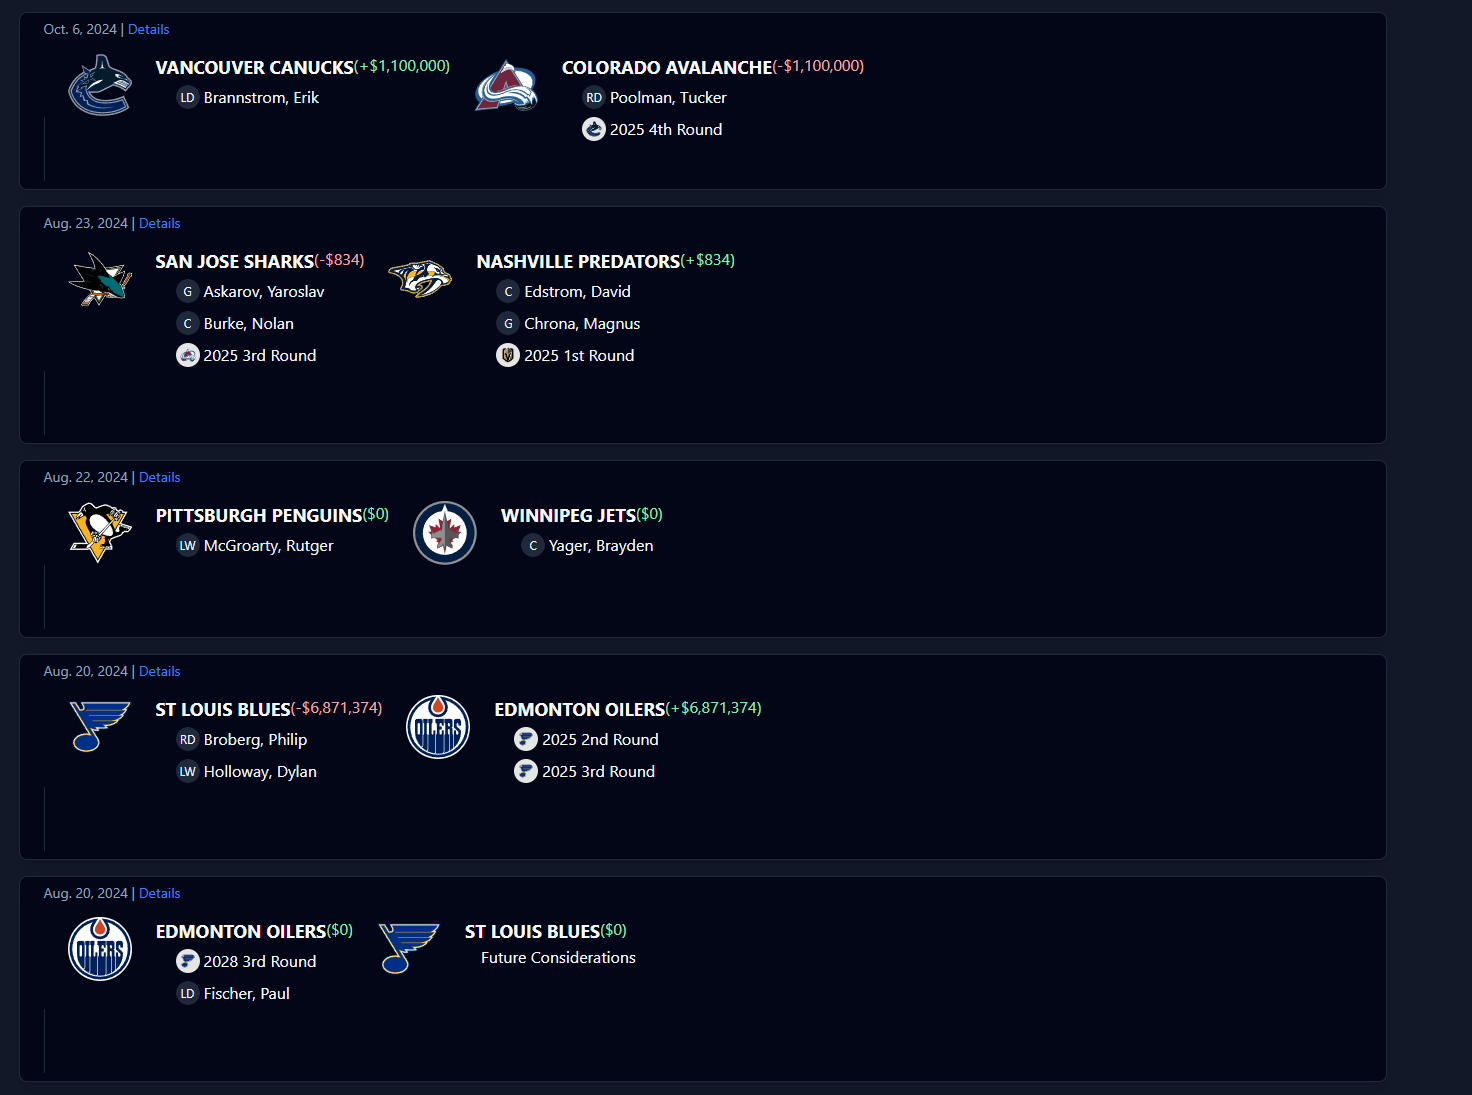 Oct. 6, 2024 | Details
VANCOUVER CANUCKS(+$1,100,000)
LD Brannstrom, Erik
COLORADO AVALANCHE(-$1,100,000)
RD Poolman, Tucker
2025 4th Round
Aug. 23, 2024 | Details
SAN JOSE SHARKS(-$834)
G Askarov, Yaroslav
C Burke, Nolan
2025 3rd Round
NASHVILLE PREDATORS(+$834)
C Edstrom, David
G Chrona, Magnus
2025 1st Round
Aug. 22, 2024 | Details
PITTSBURGH PENGUINS($0)
LW McGroarty, Rutger
WINNIPEG JETS($0)
C Yager, Brayden
Aug. 20, 2024 | Details
ST LOUIS BLUES(-$6,871,374)
RD Broberg, Philip
LW Holloway, Dylan
OILERS
EDMONTON OILERS(+$6,871,374)
2025 2nd Round
2025 3rd Round
Aug. 20, 2024 | Details
OILERS
EDMONTON OILERS($0)
2028 3rd Round
LD Fischer, Paul
ST LOUIS BLUES($0)
Future Considerations